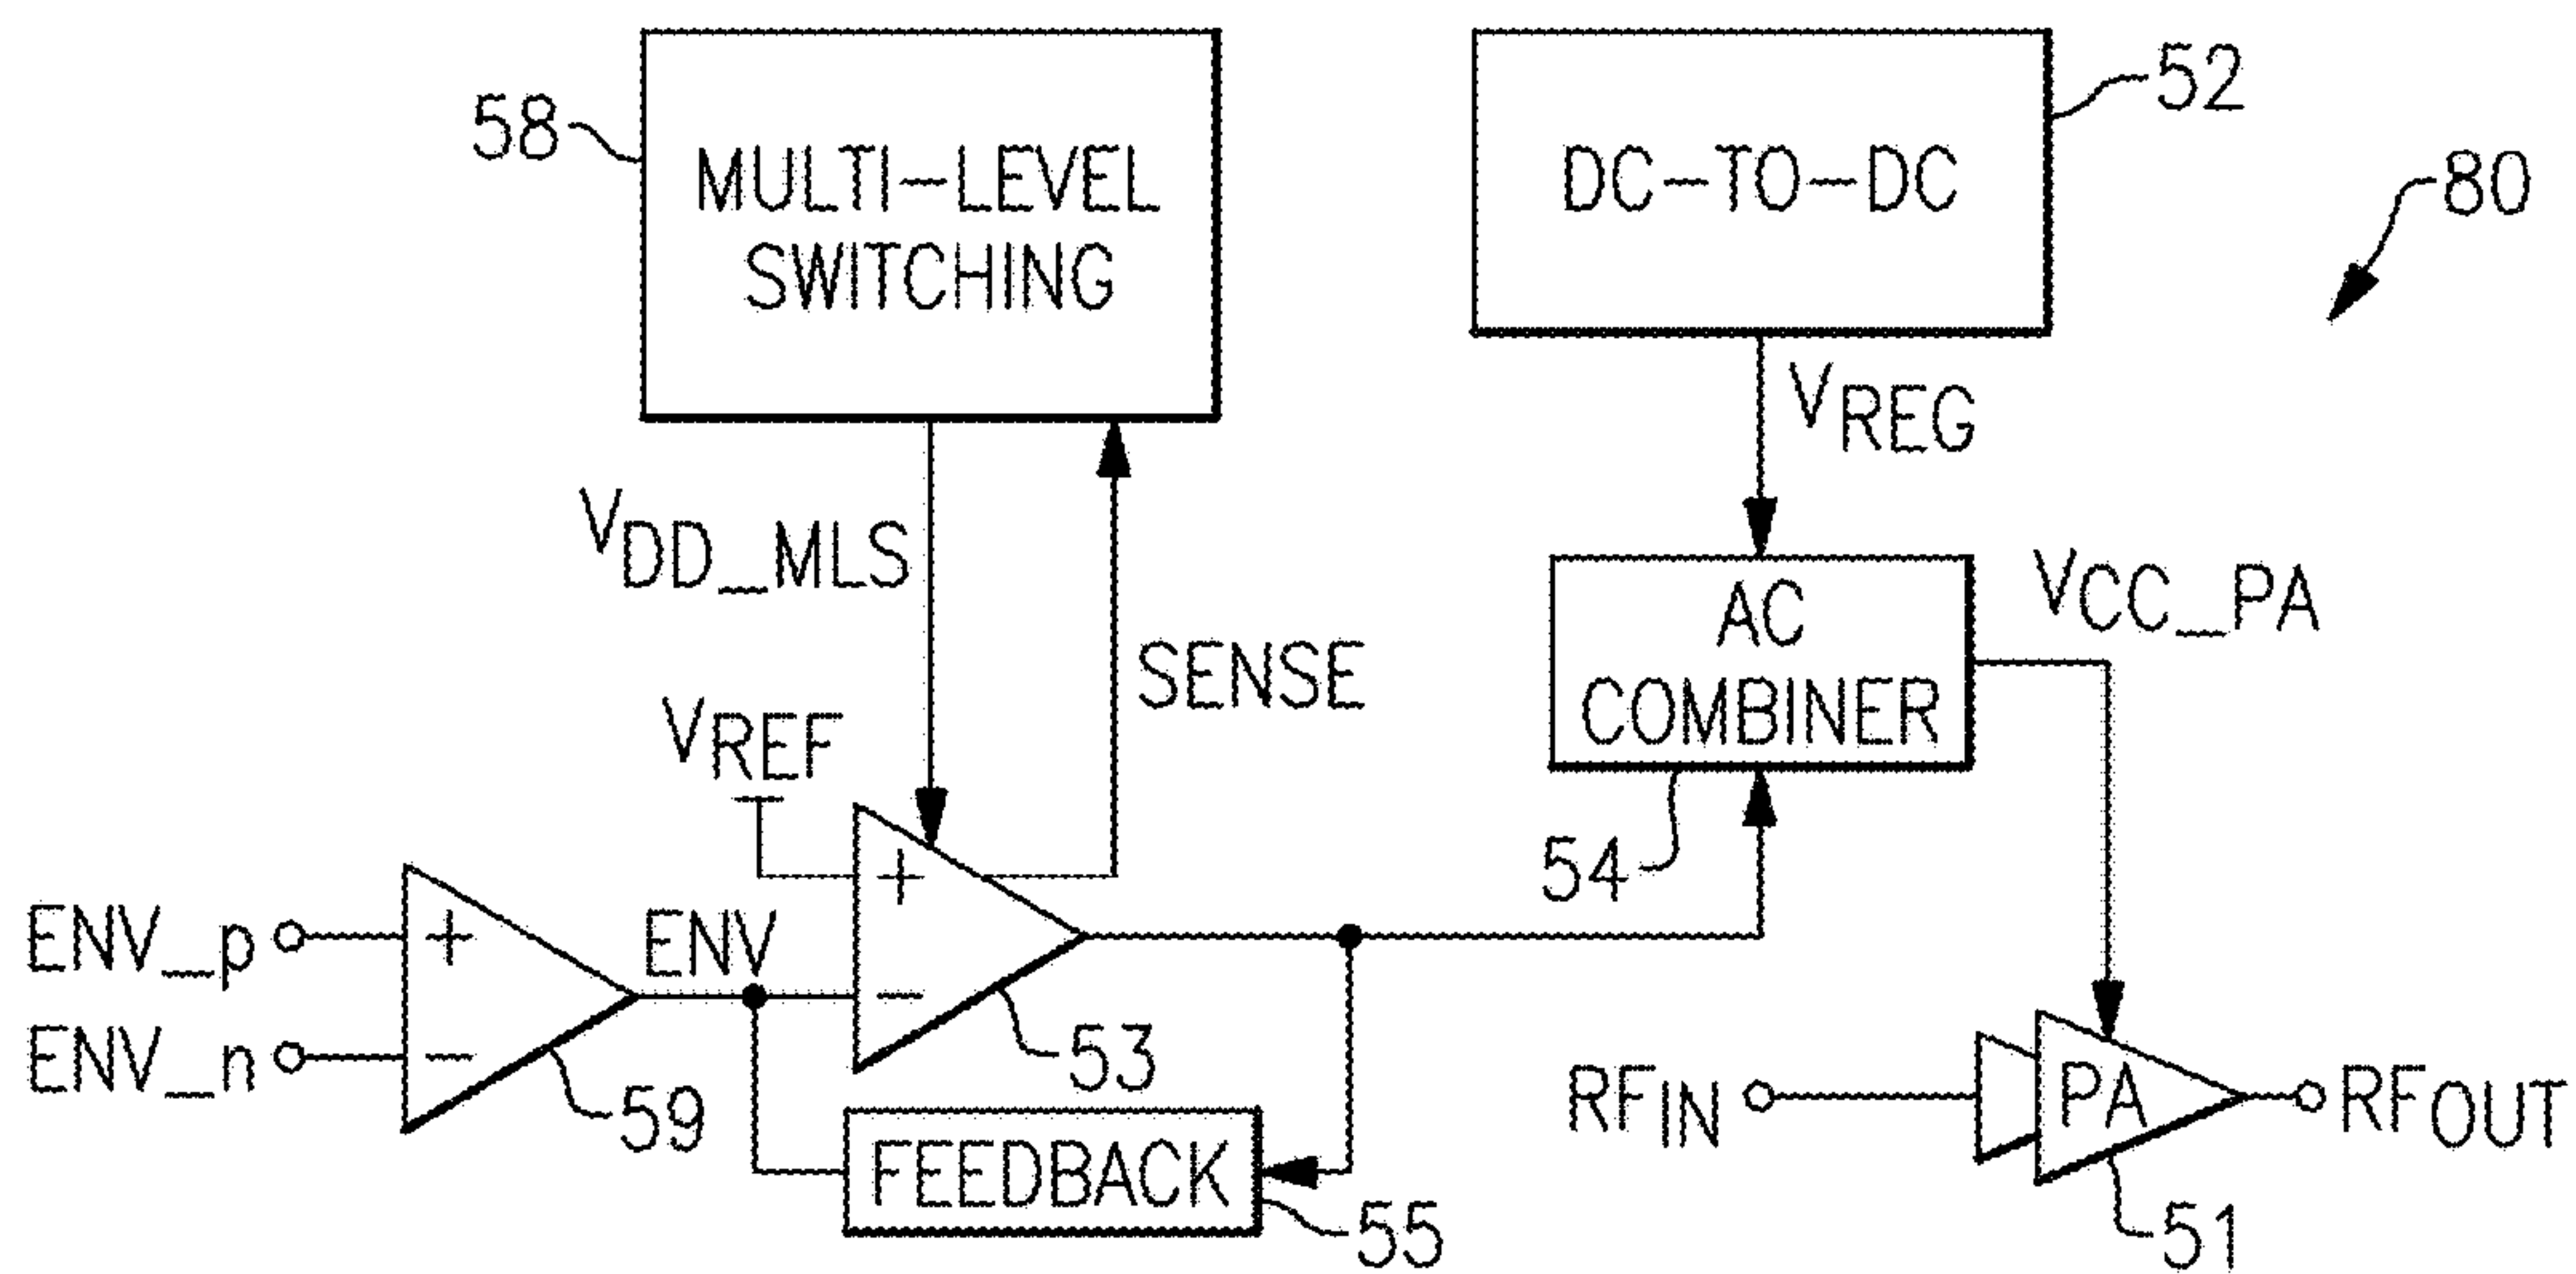 58
MULTI-LEVEL
SWITCHING
DC-TO-DC
52
80
VREG
VDD_MLS
SENSE
AC
COMBINER
VCC_PA
VREF
54
ENV_p
+
ENV
+
ENV_n
−
−
59
53
FEEDBACK
55
RFIN
PA
RFOUT
51